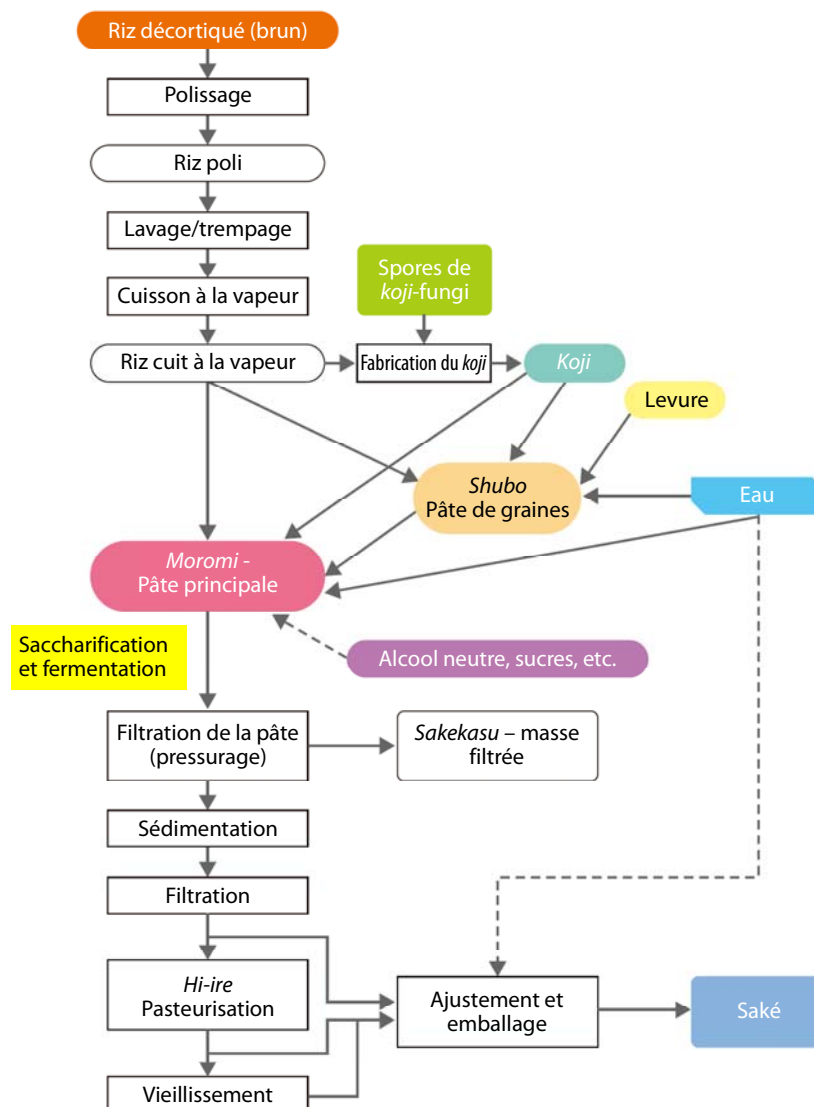 Riz décortiqué (brun)
Polissage
Riz poli
Lavage/trempage
Spores de
koji-fungi
Cuisson à la vapeur
Riz cuit à la vapeur
Fabrication du koji
Koji
Levure
Shubo
Pâte de graines
Eau
Moromi -
Pâte principale
Saccharification
et fermentation
Alcool neutre, sucres, etc.
Filtration de la pâte
(pressurage)
Sakekasu – masse
filtrée
Sédimentation
Filtration
Hi-ire
Pasteurisation
Ajustement et
emballage
Saké
Vieillissement